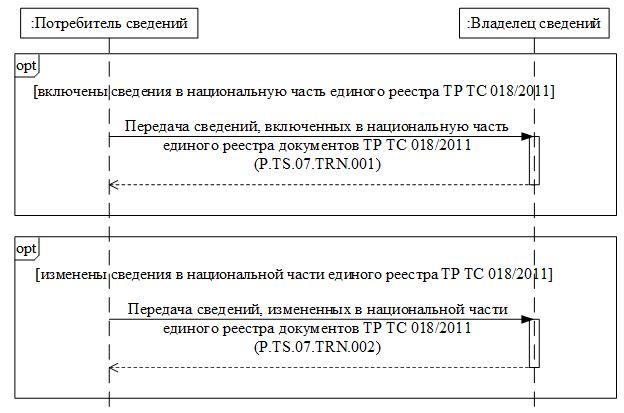 :Потребитель сведений
:Владелец сведений
opt
[включены сведения в национальную часть единого реестра ТР ТС 018/2011]
Передача сведений, включенных в национальную часть
единого реестра документов ТР ТС 018/2011
(P.TS.07.TRN.001)
opt
[изменены сведения в национальной части единого реестра ТР ТС 018/2011]
Передача сведений, измененных в национальной части
единого реестра документов ТР ТС 018/2011
(P.TS.07.TRN.002)